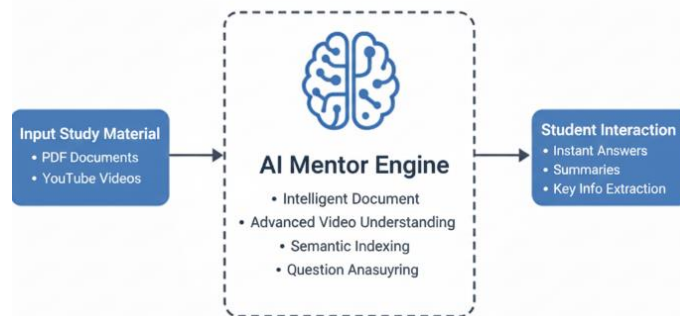 Input Study Material
• PDF Documents
• YouTube Videos
AI Mentor Engine
• Intelligent Document
• Advanced Video Understanding
• Semantic Indexing
• Question Anasuyring
Student Interaction
• Instant Answers
• Summaries
• Key Info Extraction